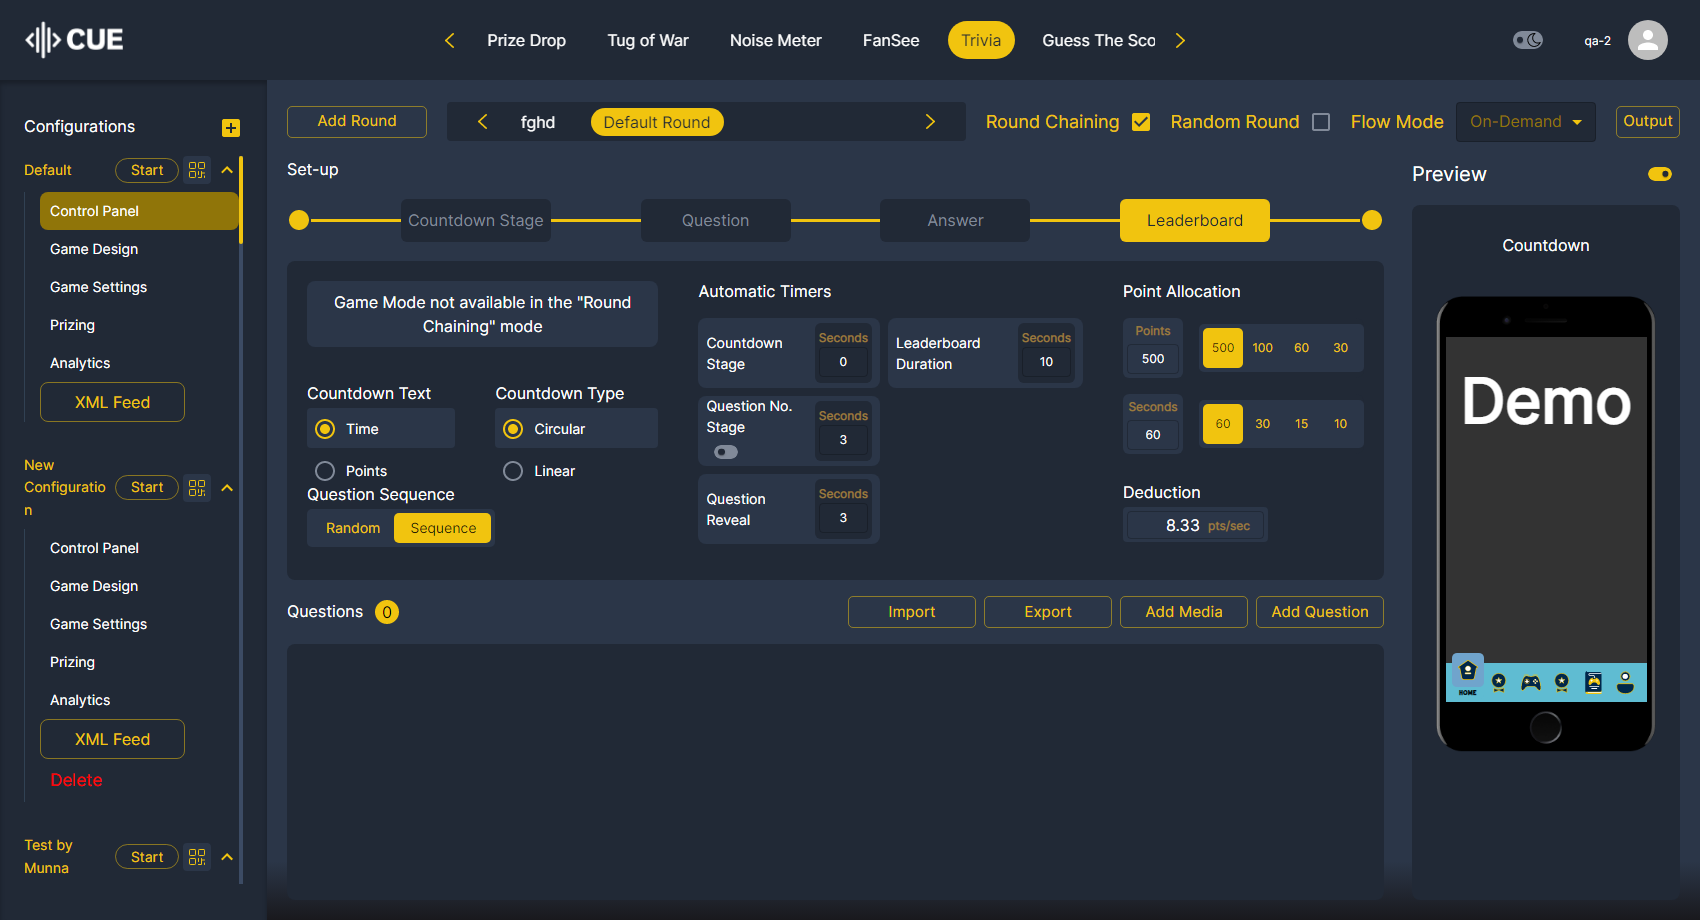 CUE
Prize Drop
Tug of War
Noise Meter
FanSee
Trivia
Guess The Sco
qa-2
Configurations
Default
Start
Control Panel
Game Design
Game Settings
Prizing
Analytics
XML Feed
New
Configuratio
n
Start
Control Panel
Game Design
Game Settings
Prizing
Analytics
XML Feed
Delete
Test by
Munna
Start
Add Round
fghd
Default Round
Round Chaining
Random Round
Flow Mode
On-Demand
Output
Set-up
Countdown Stage
Question
Answer
Leaderboard
Game Mode not available in the "Round
Chaining" mode
Countdown Text
Time
Points
Countdown Type
Circular
Linear
Question Sequence
Random
Sequence
Automatic Timers
Countdown
Stage
Seconds
0
Leaderboard
Duration
Seconds
10
Question No.
Stage
Seconds
3
Question
Reveal
Seconds
3
Point Allocation
Points
500
500
100
60
30
Seconds
60
60
30
15
10
Deduction
8.33 pts/sec
Questions
0
Import
Export
Add Media
Add Question
Preview
Countdown
Demo
HOME